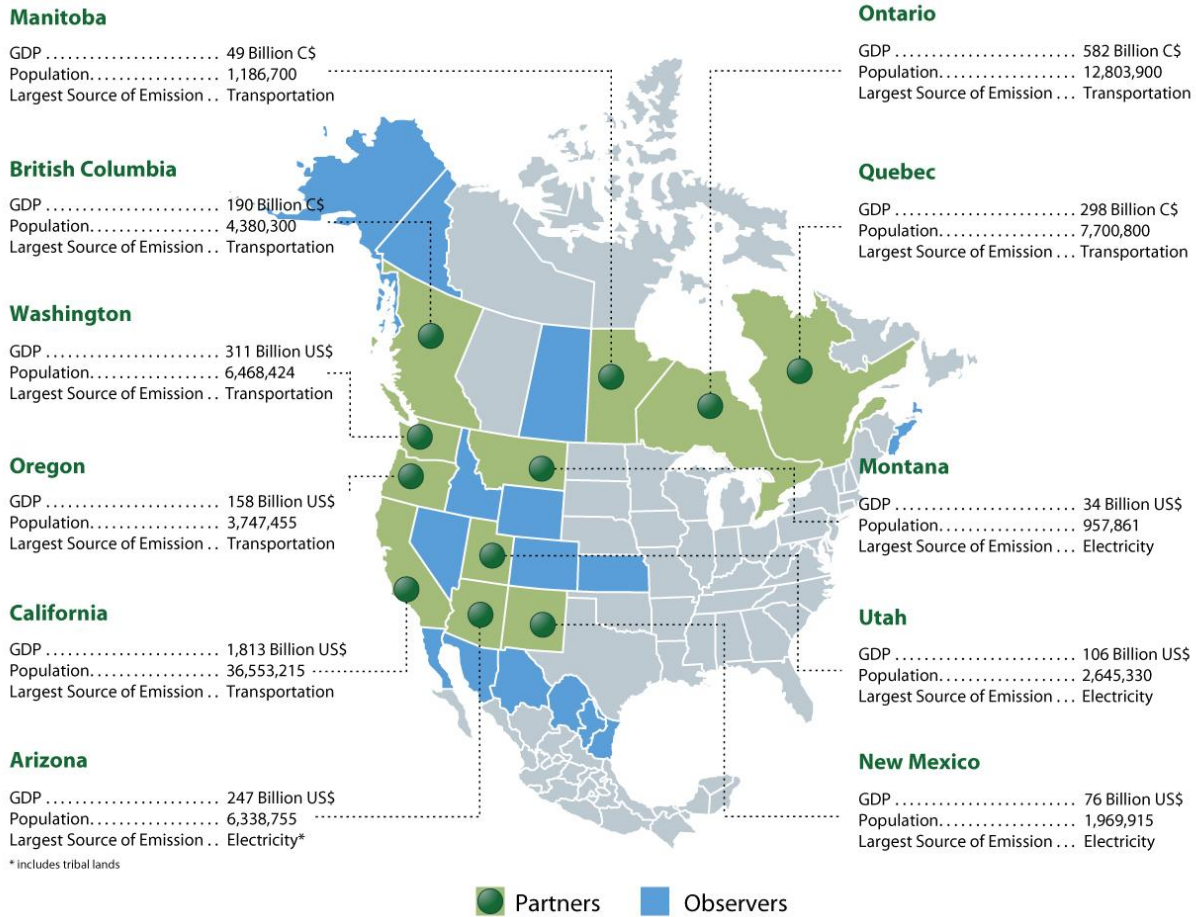 Manitoba
GDP ........................ 49 Billion C$
Population.................. 1,186,700
Largest Source of Emission .. Transportation
British Columbia
GDP ........................ 190 Billion C$
Population.................. 4,380,300
Largest Source of Emission .. Transportation
Washington
GDP ........................ 311 Billion US$
Population.................. 6,468,424
Largest Source of Emission .. Transportation
Oregon
GDP ........................ 158 Billion US$
Population.................. 3,747,455
Largest Source of Emission .. Transportation
California
GDP ........................ 1,813 Billion US$
Population.................. 36,553,215
Largest Source of Emission .. Transportation
Arizona
GDP ........................ 247 Billion US$
Population.................. 6,338,755
Largest Source of Emission .. Electricity*
* includes tribal lands
Ontario
GDP ......................... 582 Billion C$
Population................... 12,803,900
Largest Source of Emission ... Transportation
Quebec
GDP ......................... 298 Billion C$
Population................... 7,700,800
Largest Source of Emission ... Transportation
Montana
GDP ......................... 34 Billion US$
Population................... 957,861
Largest Source of Emission ... Electricity
Utah
GDP ......................... 106 Billion US$
Population................... 2,645,330
Largest Source of Emission ... Electricity
New Mexico
GDP ......................... 76 Billion US$
Population................... 1,969,915
Largest Source of Emission ... Electricity
Partners
Observers